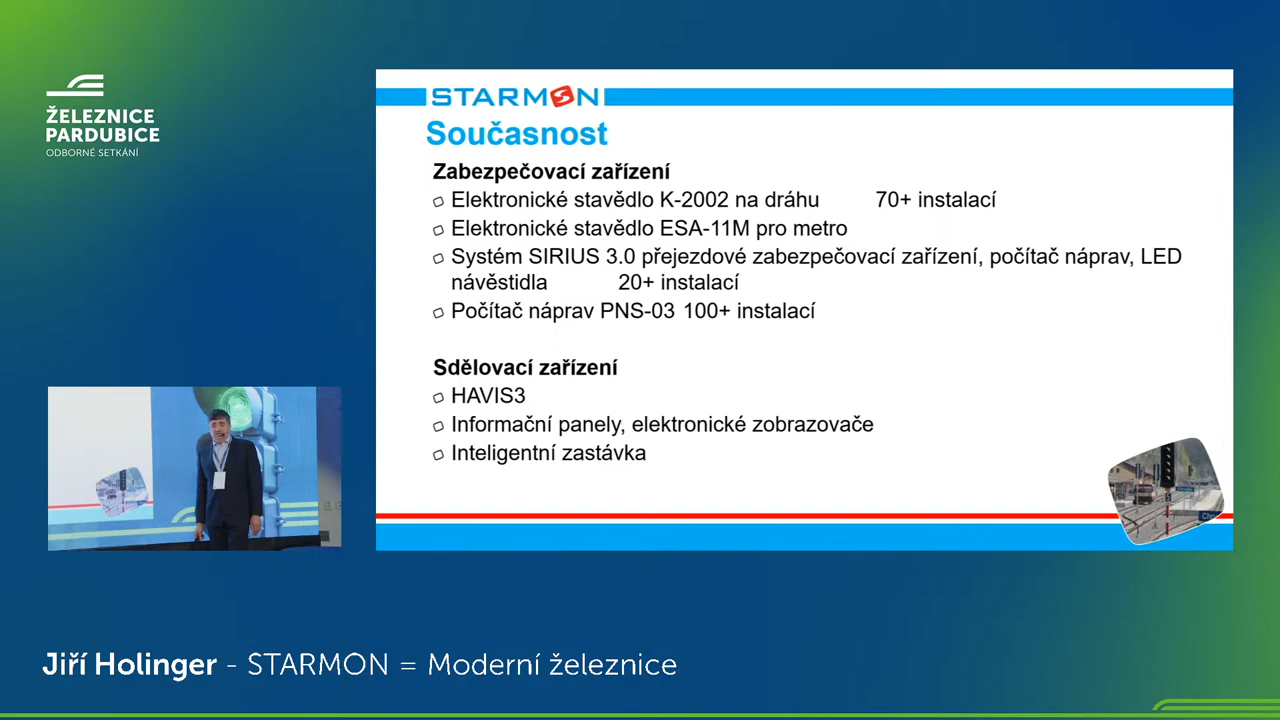 ŽELEZNICE
PARDUBICE
ODBORNÉ SETKÁNÍ
STARMON
Současnost
Zabezpečovací zařízení
Elektronické stavědlo K-2002 na dráhu 70+ instalací
Elektronické stavědlo ESA-11M pro metro
Systém SIRIUS 3.0 přejezdové zabezpečovací zařízení, počítač náprav, LED
návěstidla 20+ instalací
Počítač náprav PNS-03 100+ instalací
Sdělovací zařízení
HAVIS3
Informační panely, elektronické zobrazovače
Inteligentní zastávka
Jiří Holinger - STARMON = Moderní železnice